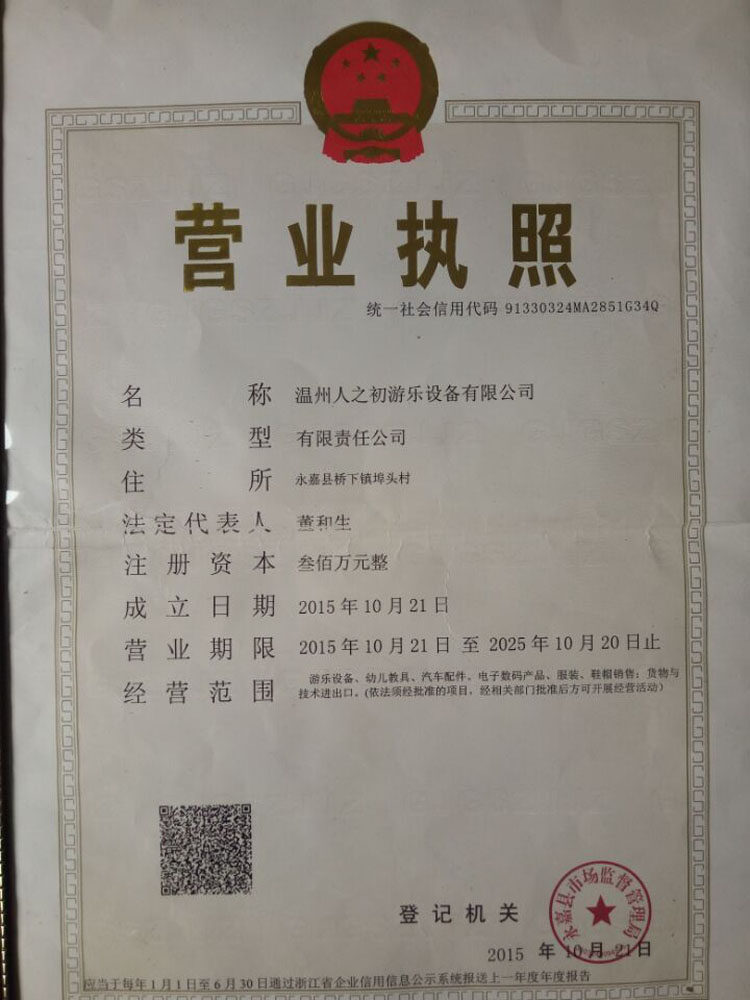 营业执照
统一社会信用代码 91330324MA2851G34Q
名称 温州人之初游乐设备有限公司
类型 有限责任公司
住所 永嘉县桥下镇埠头村
法定代表人 董和生
注册资本 叁佰万元整
成立日期 2015年10月21日
营业期限 2015年10月21日至2025年10月20日止
经营范围 游乐设备、幼儿教具、汽车配件、电子数码产品、服装、鞋帽销售；货物与
技术进出口。(依法须经批准的项目，经相关部门批准后方可开展经营活动)
永嘉县市场监督管理局
登记机关
2015年10月21日
应当于每年1月1日至6月30日通过浙江省企业信用信息公示系统报送上一年度年度报告